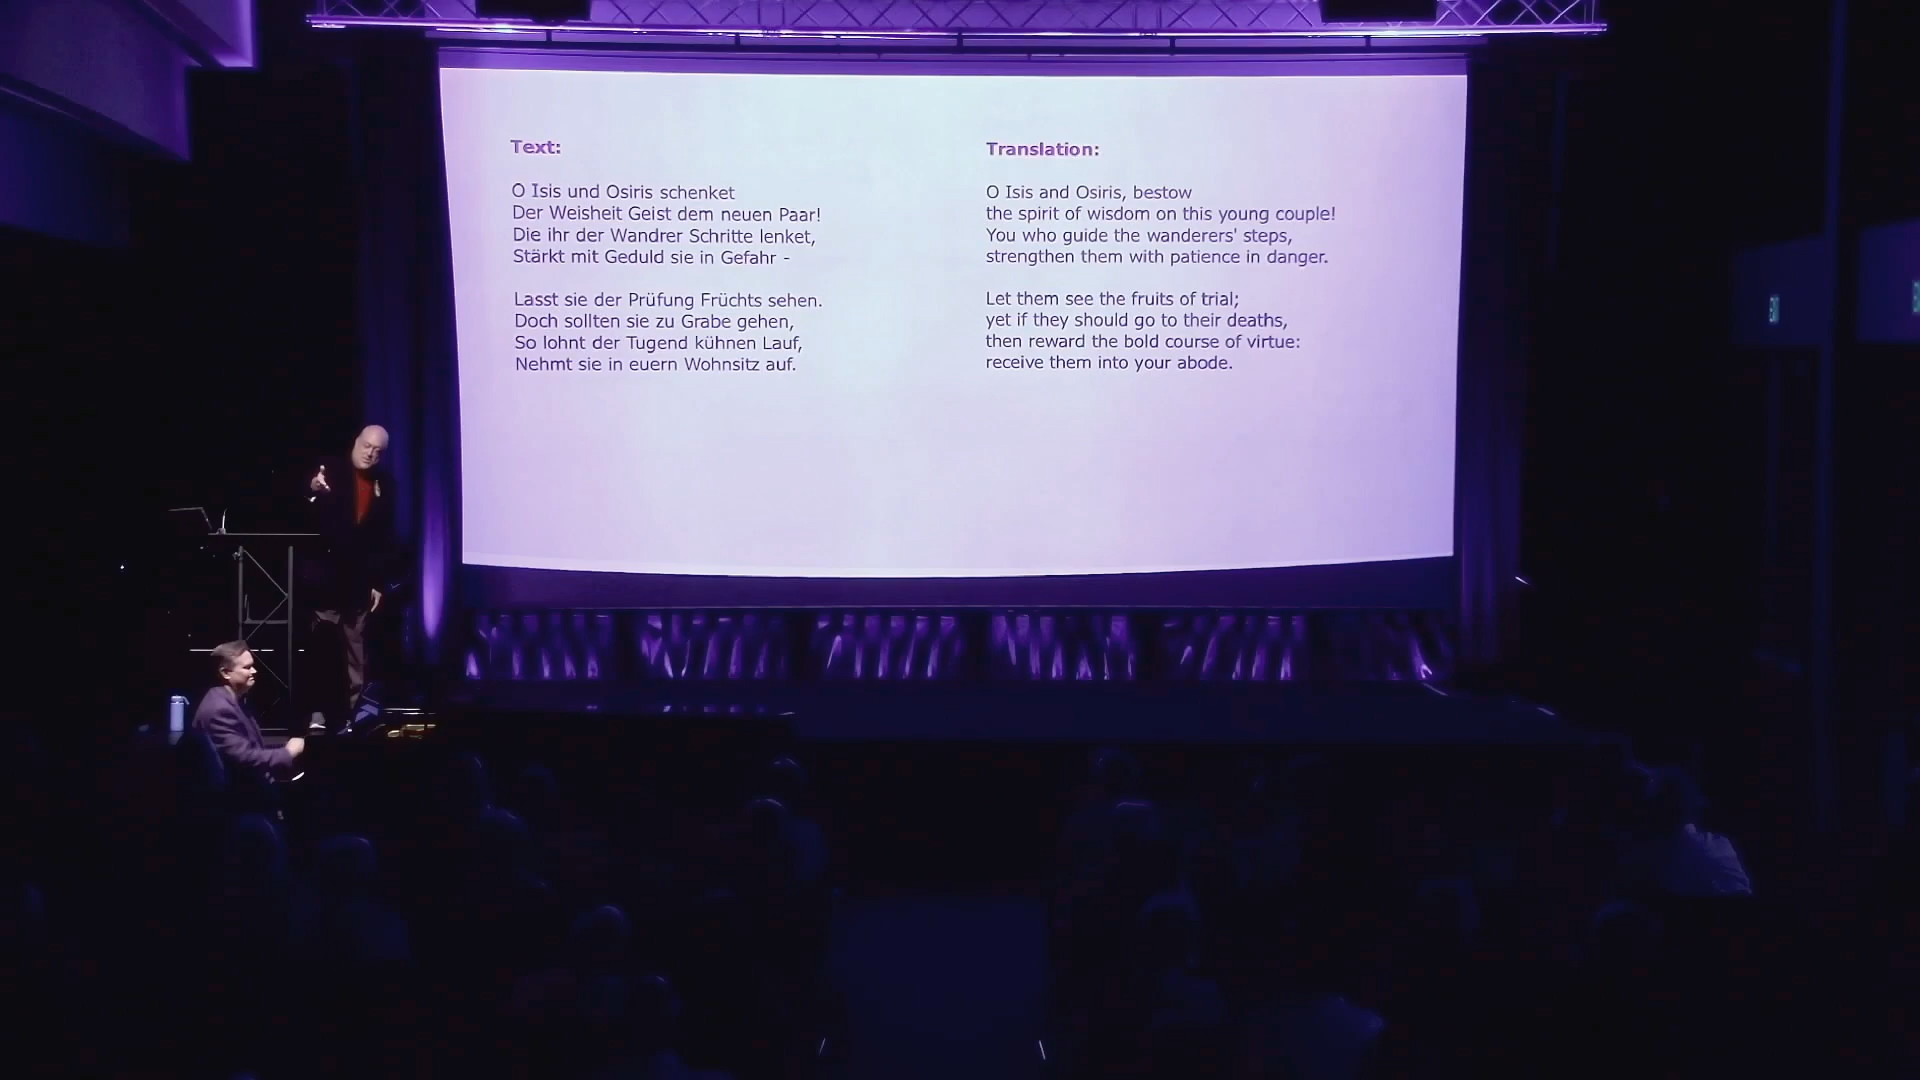 Text:
O Isis und Osiris schenket
Der Weisheit Geist dem neuen Paar!
Die ihr der Wandrer Schritte lenket,
Stärkt mit Geduld sie in Gefahr -
Lasst sie der Prüfung Früchts sehen.
Doch sollten sie zu Grabe gehen,
So lohnt der Tugend kühnen Lauf,
Nehmt sie in euern Wohnsitz auf.
Translation:
O Isis and Osiris, bestow
the spirit of wisdom on this young couple!
You who guide the wanderers' steps,
strengthen them with patience in danger.
Let them see the fruits of trial;
yet if they should go to their deaths,
then reward the bold course of virtue:
receive them into your abode.